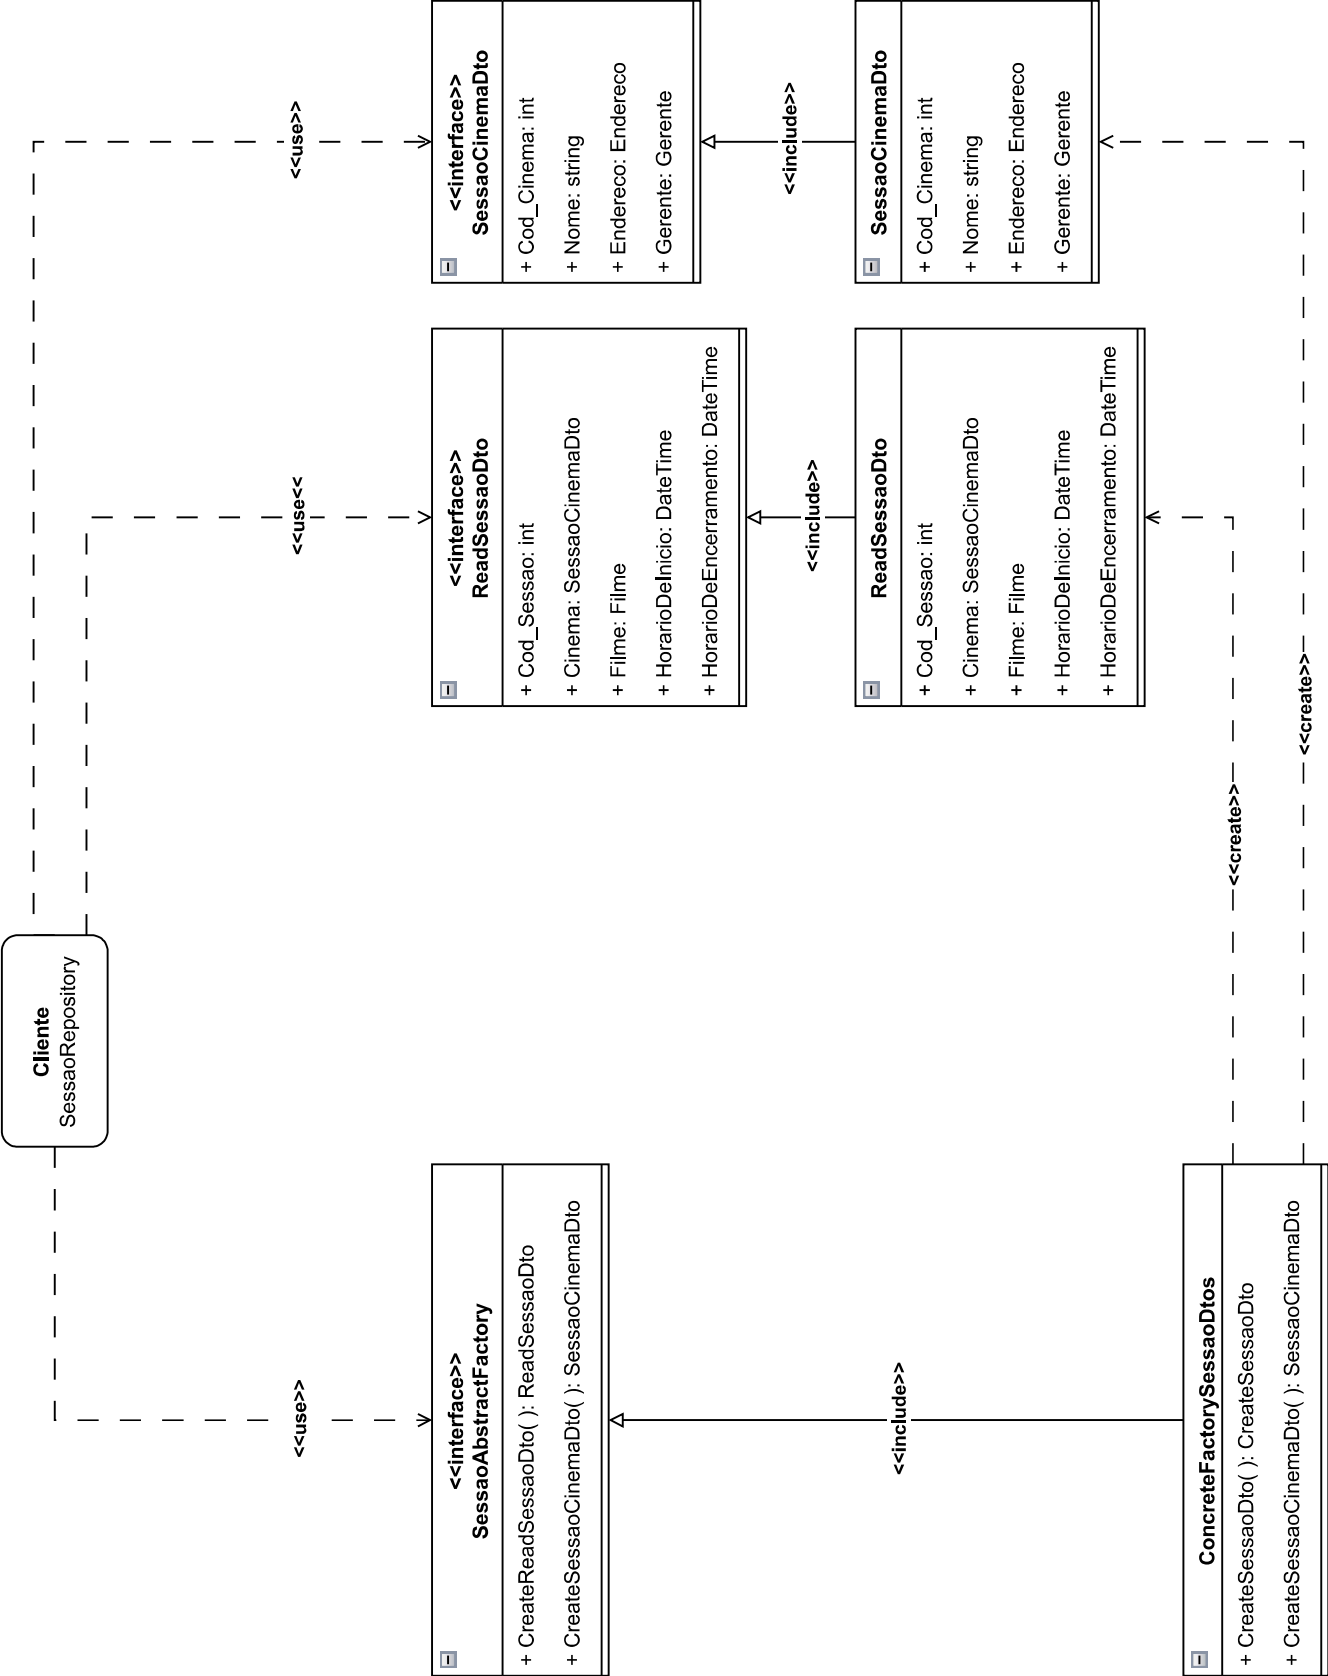 Cliente
SessaoRepository
<<use>>
<<use<<
<<use>>
<<interface>>
SessaoAbstractFactory
+ CreateReadSessaoDto( ): ReadSessaoDto
+ CreateSessaoCinemaDto( ): SessaoCinemaDto
<<interface>>
ReadSessaoDto
+ Cod_Sessao: int
+ Cinema: SessaoCinemaDto
+ Filme: Filme
+ HorarioDeInicio: DateTime
+ HorarioDeEncerramento: DateTime
<<interface>>
SessaoCinemaDto
+ Cod_Cinema: int
+ Nome: string
+ Endereco: Endereco
+ Gerente: Gerente
<<include>>
<<include>>
<<include>>
ReadSessaoDto
+ Cod_Sessao: int
+ Cinema: SessaoCinemaDto
+ Filme: Filme
+ HorarioDeInicio: DateTime
+ HorarioDeEncerramento: DateTime
SessaoCinemaDto
+ Cod_Cinema: int
+ Nome: string
+ Endereco: Endereco
+ Gerente: Gerente
ConcreteFactorySessaoDtos
+ CreateSessaoDto( ): CreateSessaoDto
+ CreateSessaoCinemaDto( ): SessaoCinemaDto
<<create>>
<<create>>